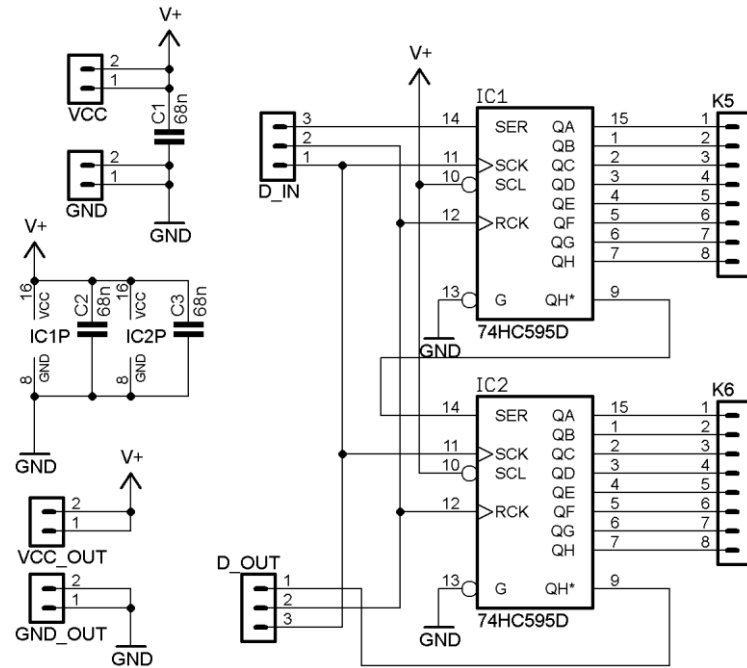 V+
2
1
VCC
C1
68n
2
1
GND
GND
V+
16
VCC
IC1P
GND
8
C2
68n
16
VCC
IC2P
GND
8
C3
68n
GND
V+
2
1
VCC_OUT
2
1
GND_OUT
GND
V+
3
2
1
D_IN
IC1
14 SER QA 15
QB 1
11 SCK QC 2
10 SCL QD 3
QE 4
12 RCK QF 5
QG 6
QH 7
13 G QH* 9
GND
74HC595D
K5
1
2
3
4
5
6
7
8
IC2
14 SER QA 15
QB 1
11 SCK QC 2
10 SCL QD 3
QE 4
12 RCK QF 5
QG 6
QH 7
13 G QH* 9
GND
74HC595D
K6
1
2
3
4
5
6
7
8
D_OUT
1
2
3